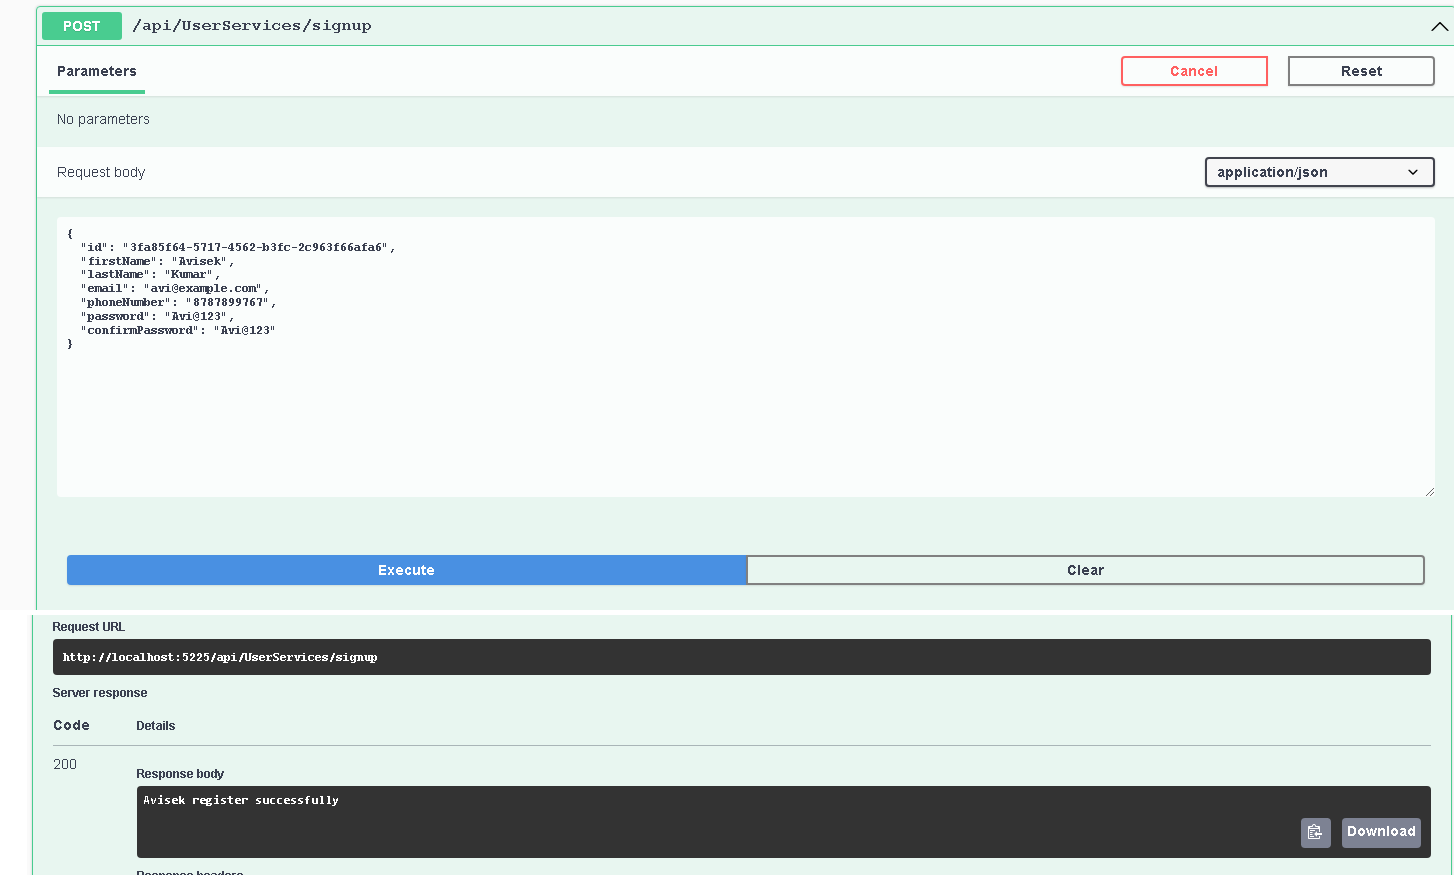 POST /api/UserServices/signup
Parameters
Cancel
Reset
No parameters
Request body
application/json
{
"id": "3fa85f64-5717-4562-b3fc-2c963f66afa6",
"firstName": "Avisek",
"lastName": "Kumar",
"email": "avi@example.com",
"phoneNumber": "8787899767",
"password": "Avi@123",
"confirmPassword": "Avi@123"
}
Execute
Clear
Request URL
http://localhost:5225/api/UserServices/signup
Server response
Code Details
200
Response body
Avisek register successfully
Download
Response headers